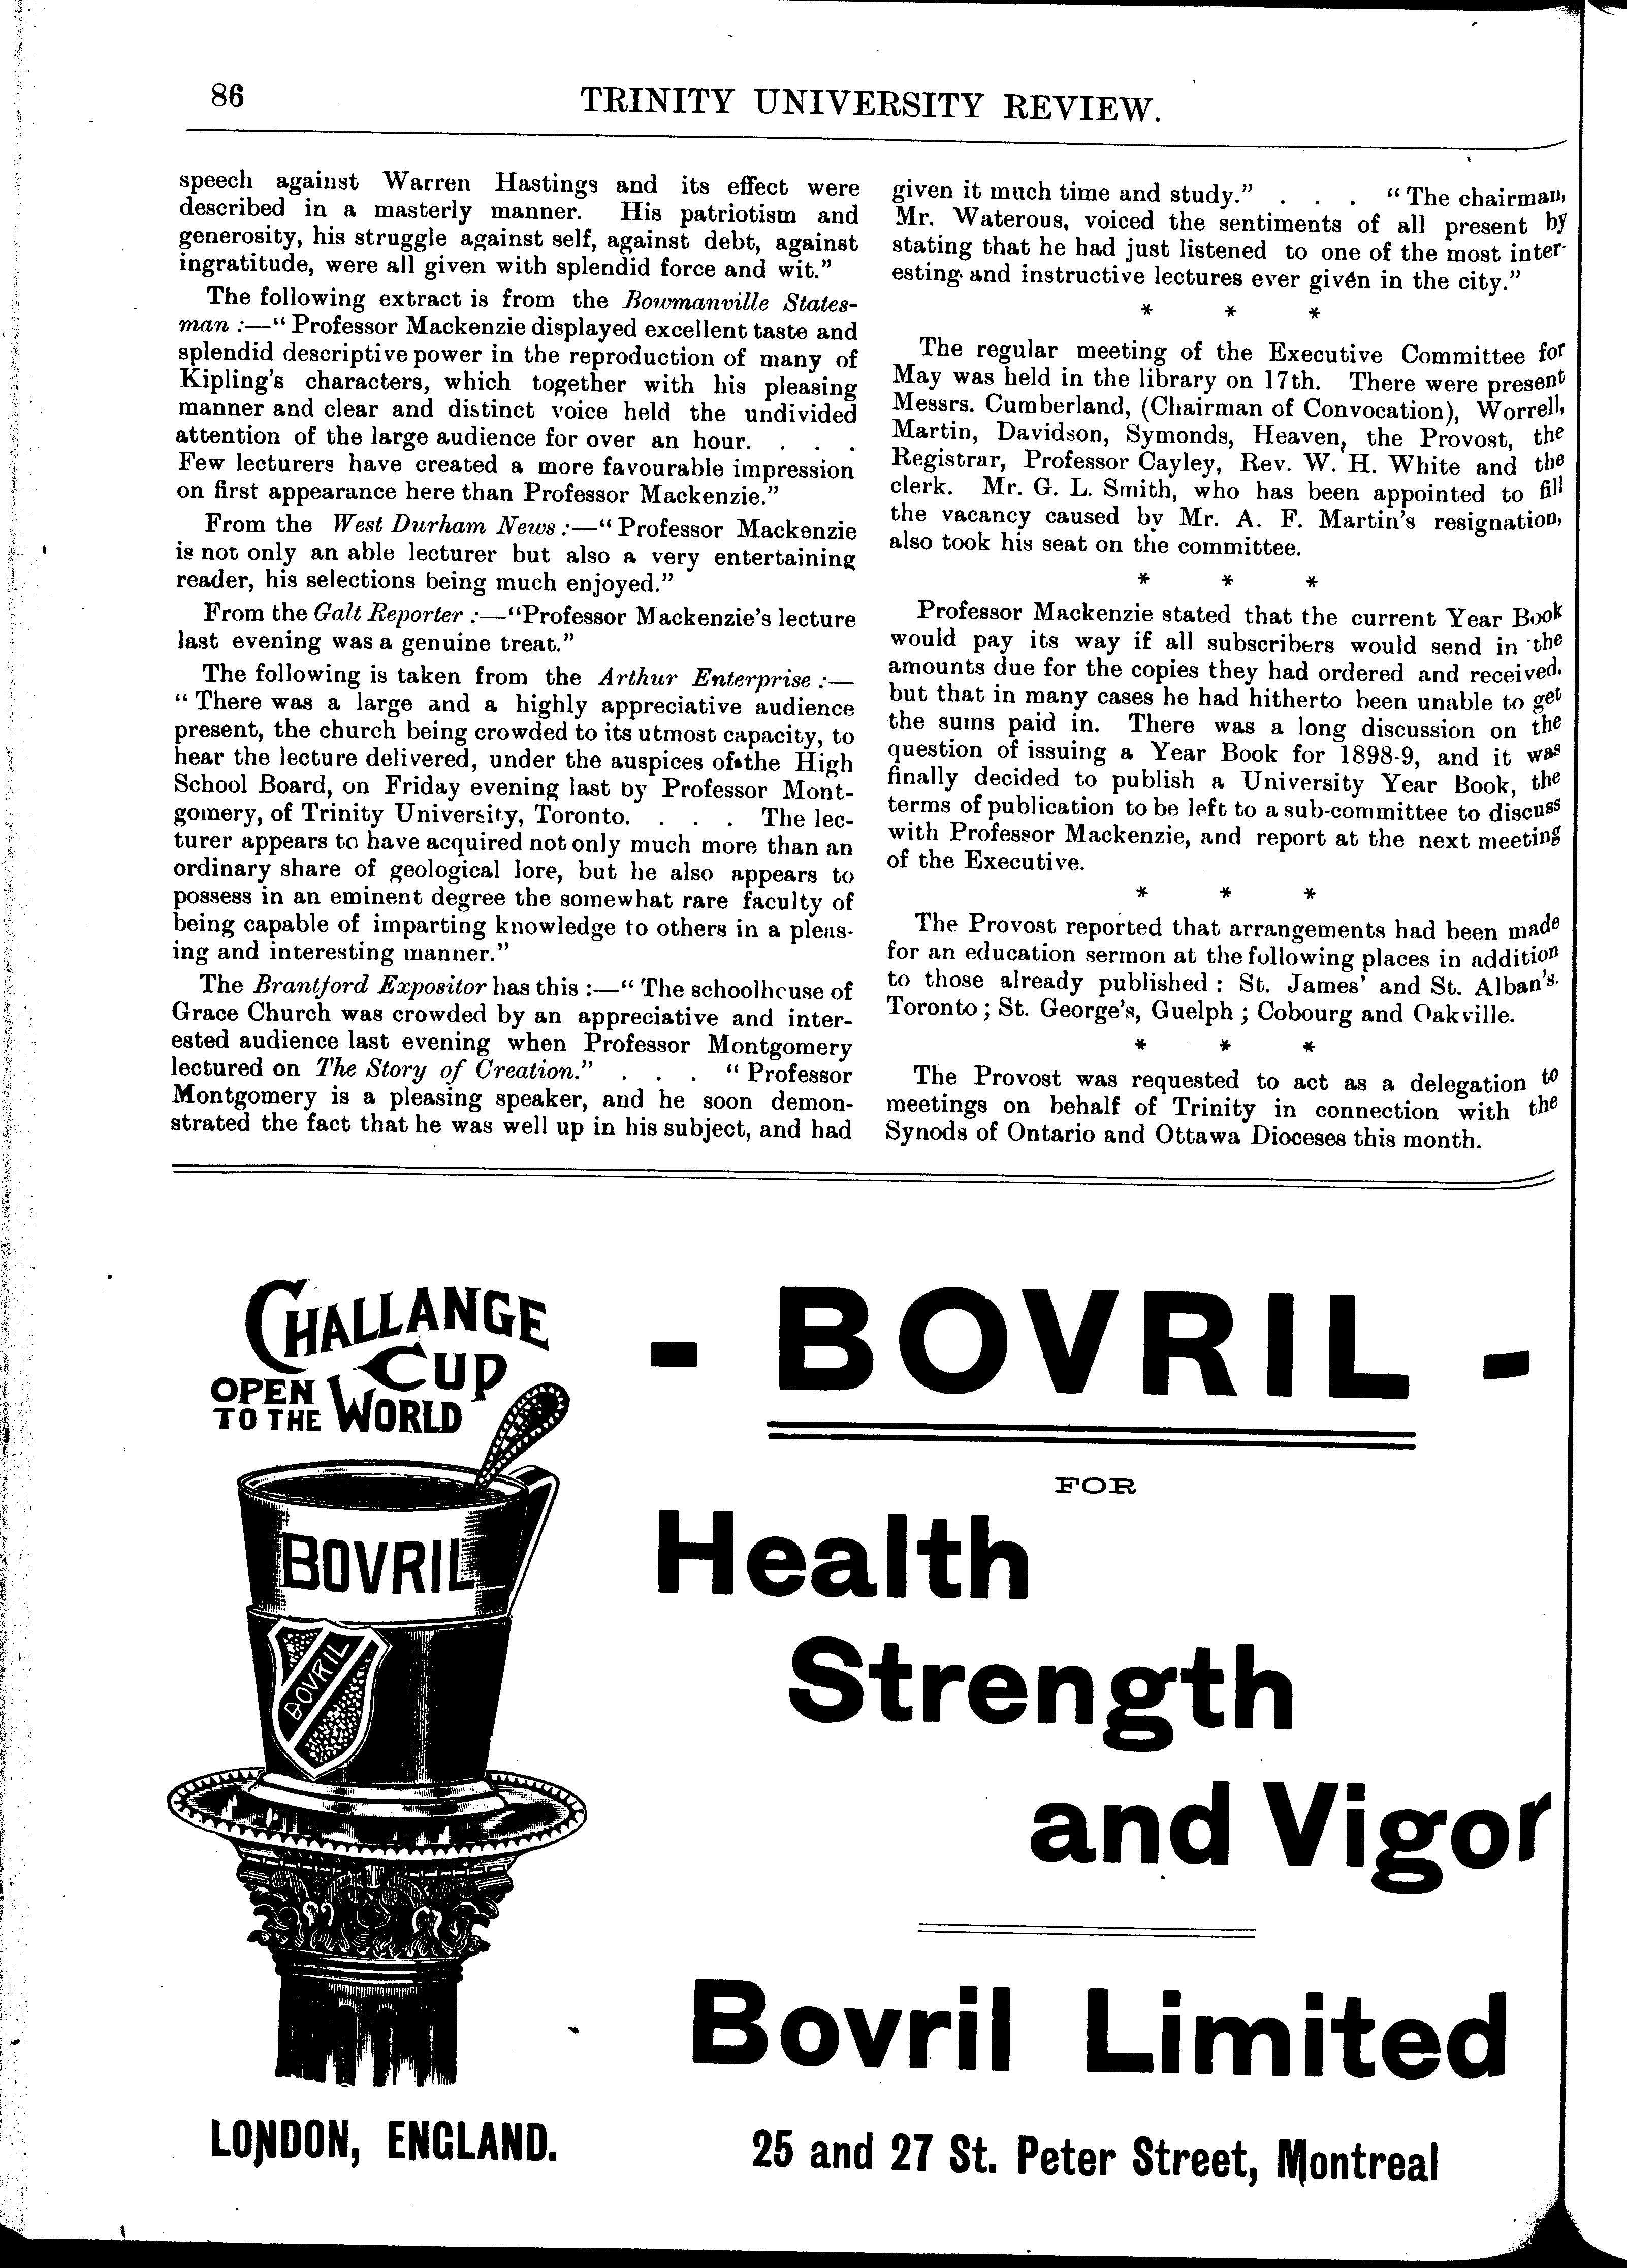 86
TRINITY UNIVERSITY REVIEW.
speech against Warren Hastings and its effect were
described in a masterly manner. His patriotism and
generosity, his struggle against self, against debt, against
ingratitude, were all given with splendid force and wit.”
The following extract is from the Bowmanville States-
man :—“ Professor Mackenzie displayed excellent taste and
splendid descriptive power in the reproduction of many of
Kipling's characters, which together with his pleasing
manner and clear and distinct voice held the undivided
attention of the large audience for over an hour. . . .
Few lecturers have created a more favourable impression
on first appearance here than Professor Mackenzie.”
From the West Durham News :—“ Professor Mackenzie
is not only an able lecturer but also a very entertaining
reader, his selections being much enjoyed.”
From the Galt Reporter :—“Professor Mackenzie's lecture
last evening was a genuine treat.”
The following is taken from the Arthur Enterprise :—
“ There was a large and a highly appreciative audience
present, the church being crowded to its utmost capacity, to
hear the lecture delivered, under the auspices of the High
School Board, on Friday evening last by Professor Mont-
gomery, of Trinity University, Toronto. . . . The lec-
turer appears to have acquired not only much more than an
ordinary share of geological lore, but he also appears to
possess in an eminent degree the somewhat rare faculty of
being capable of imparting knowledge to others in a pleas-
ing and interesting manner.”
The Brantford Expositor has this :—“ The schoolhouse of
Grace Church was crowded by an appreciative and inter-
ested audience last evening when Professor Montgomery
lectured on The Story of Creation.” . . . “ Professor
Montgomery is a pleasing speaker, and he soon demon-
strated the fact that he was well up in his subject, and had
given it much time and study.” . . . “ The chairman,
Mr. Waterous, voiced the sentiments of all present by
stating that he had just listened to one of the most inter-
esting and instructive lectures ever given in the city.”
* * *
The regular meeting of the Executive Committee for
May was held in the library on 17th. There were present
Messrs. Cumberland, (Chairman of Convocation), Worrell,
Martin, Davidson, Symonds, Heaven, the Provost, the
Registrar, Professor Cayley, Rev. W. H. White and the
clerk. Mr. G. L. Smith, who has been appointed to fill
the vacancy caused by Mr. A. F. Martin's resignation,
also took his seat on the committee.
* * *
Professor Mackenzie stated that the current Year Book
would pay its way if all subscribers would send in the
amounts due for the copies they had ordered and received,
but that in many cases he had hitherto been unable to get
the sums paid in. There was a long discussion on the
question of issuing a Year Book for 1898-9, and it was
finally decided to publish a University Year Book, the
terms of publication to be left to a sub-committee to discuss
with Professor Mackenzie, and report at the next meeting
of the Executive.
* * *
The Provost reported that arrangements had been made
for an education sermon at the following places in addition
to those already published : St. James' and St. Alban's.
Toronto ; St. George's, Guelph ; Cobourg and Oakville.
* * *
The Provost was requested to act as a delegation to
meetings on behalf of Trinity in connection with the
Synods of Ontario and Ottawa Dioceses this month.
CHALLANGE
CUP
OPEN
TO THE WORLD
BOVRIL
BOVRIL
LONDON, ENGLAND.
- BOVRIL -
FOR
Health
Strength
and Vigor
Bovril Limited
25 and 27 St. Peter Street, Montreal